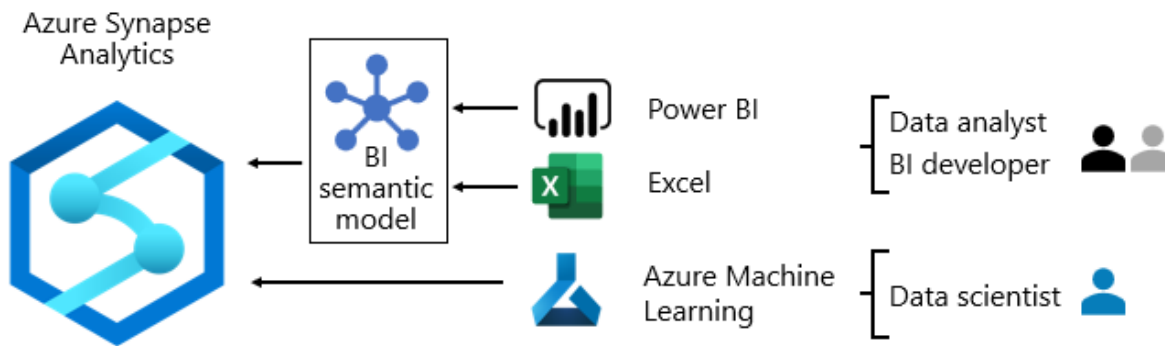 Azure Synapse
Analytics
BI
semantic
model
Power BI
Excel
X
Azure Machine
Learning
Data analyst
BI developer
Data scientist